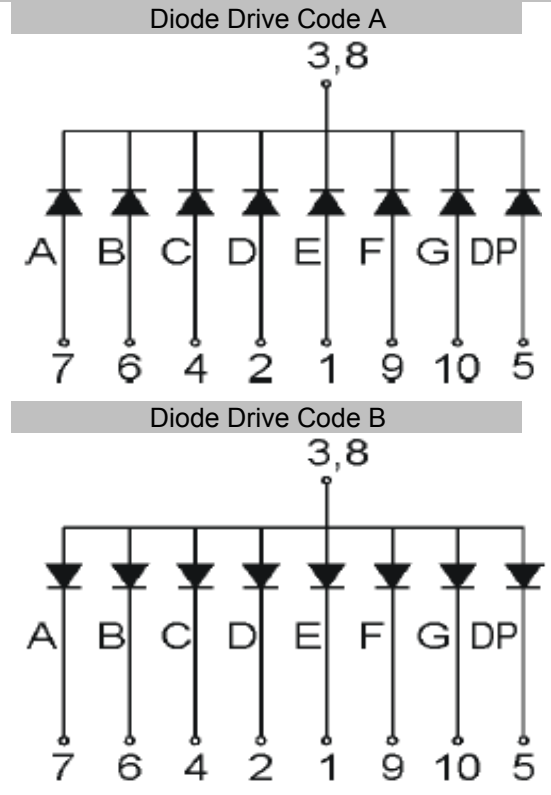 Diode Drive Code A
3,8
A B C D E F G DP
7 6 4 2 1 9 10 5
Diode Drive Code B
3,8
A B C D E F G DP
7 6 4 2 1 9 10 5